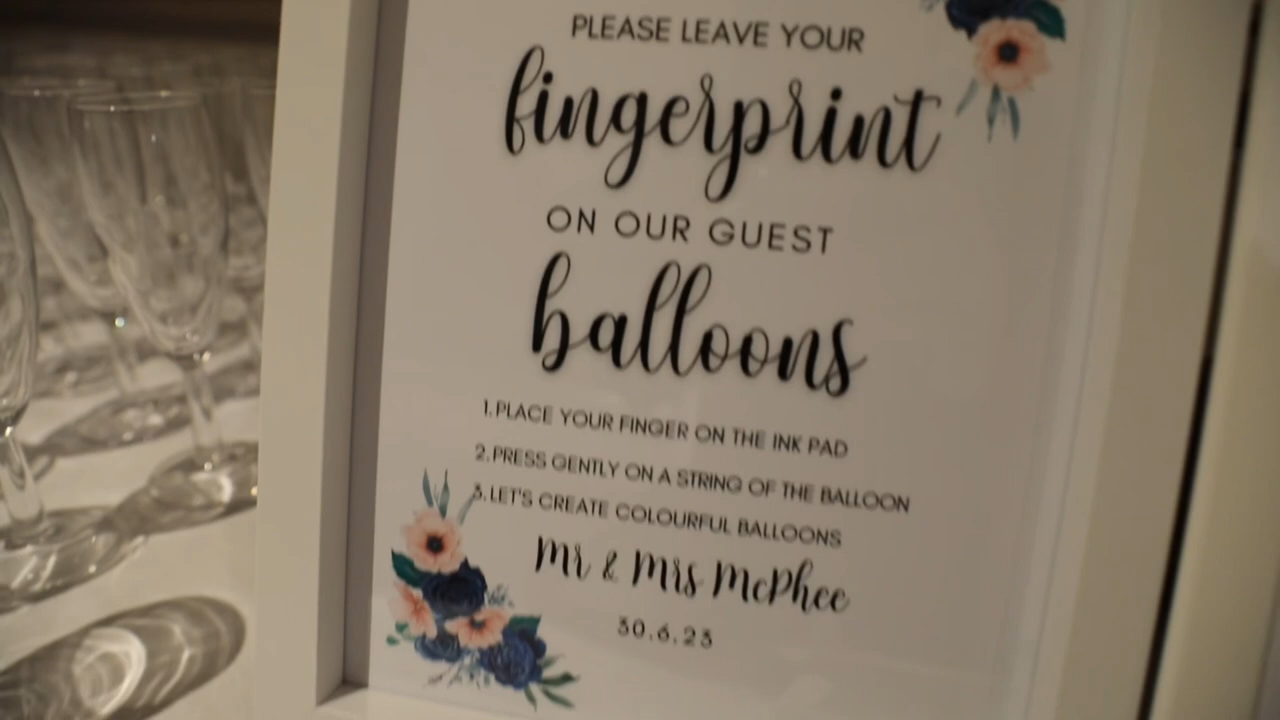 PLEASE LEAVE YOUR
fingerprint
ON OUR GUEST
balloons
1. PLACE YOUR FINGER ON THE INK PAD
2. PRESS GENTLY ON A STRING OF THE BALLOON
3. LET'S CREATE COLOURFUL BALLOONS
Mr & Mrs McPhee
30.6.23